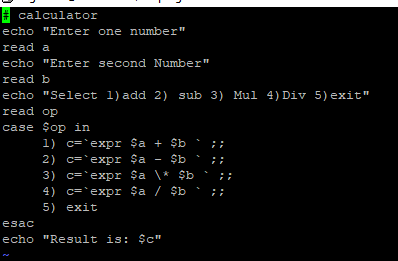 # calculator
echo "Enter one number"
read a
echo "Enter second Number"
read b
echo "Select 1)add 2) sub 3) Mul 4)Div 5)exit"
read op
case $op in
     1) c=`expr $a + $b ` ;;
     2) c=`expr $a - $b ` ;;
     3) c=`expr $a \* $b ` ;;
     4) c=`expr $a / $b ` ;;
     5) exit
esac
echo "Result is: $c"
~